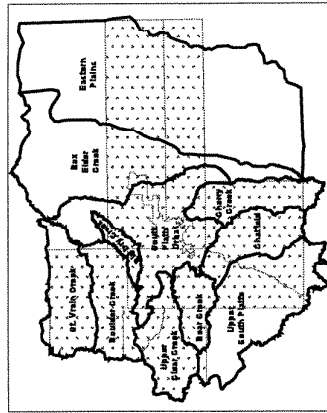 Eastern
Plains
Box
Elder
Creek
St. Vrain Creek
Boulder Creek
South
Platte
Cherry
Creek
Chatfield
Upper
Clear Creek
Bear Creek
Upper
South Platte